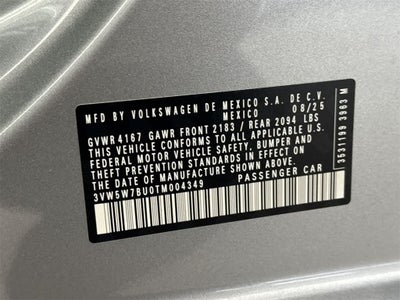 MFD BY VOLKSWAGEN DE MEXICO S.A. DE C.V.
MEXICO 08/25
GVWR 4167 GAWR FRONT 2183 / REAR 2094 LBS
THIS VEHICLE CONFORMS TO ALL APPLICABLE U.S.
FEDERAL MOTOR VEHICLE SAFETY, BUMPER AND
THEFT PREVENTION STANDARDS IN EFFECT ON THE
DATE OF MANUFACTURE SHOWN ABOVE
3VW5W7BU0TM004349 PASSENGER CAR
3531199 3963 M